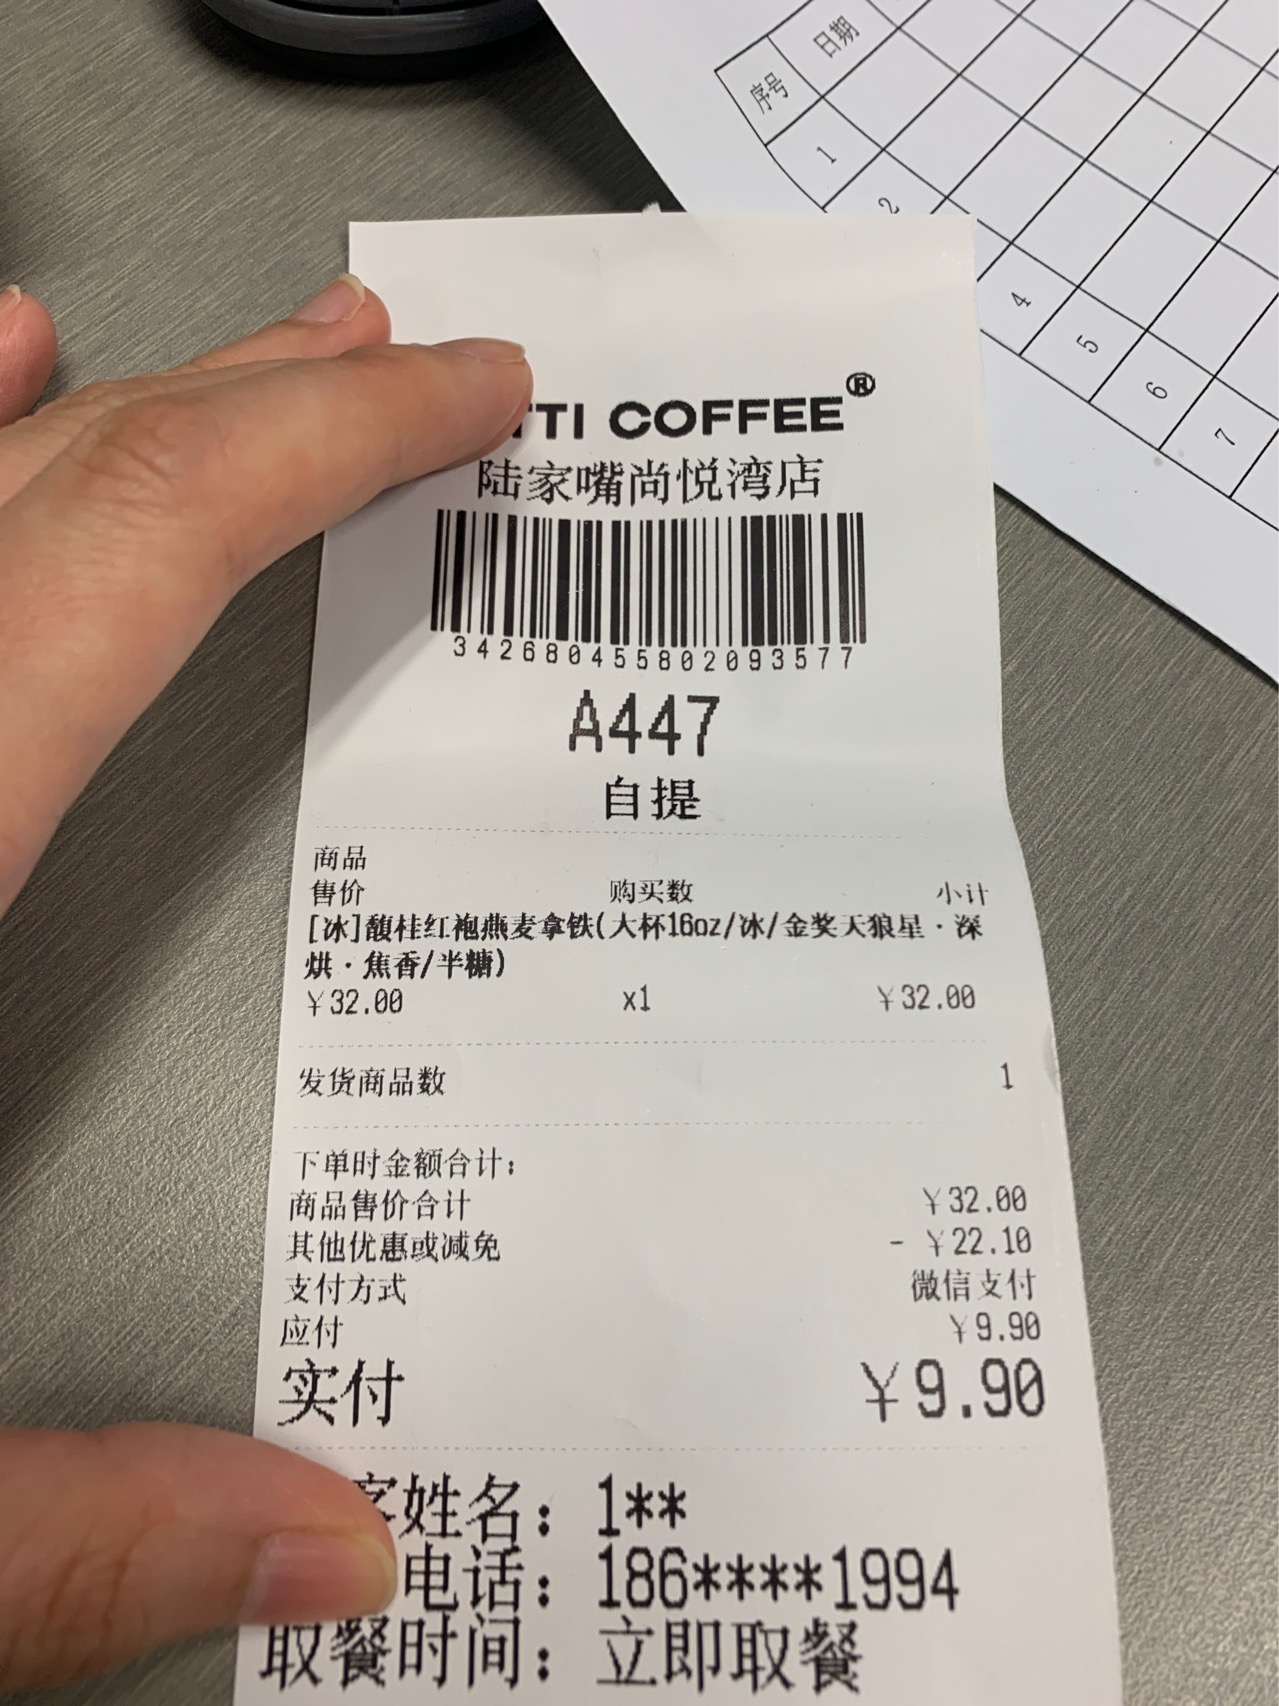 序号 日期
1
2
4
5
6
7
TTI COFFEE®
陆家嘴尚悦湾店
342680455802093577
A447
自提
商品
售价 购买数 小计
[冰]馥桂红袍燕麦拿铁(大杯16oz/冰/金奖天狼星·深
烘·焦香/半糖)
￥32.00 x1 ￥32.00
发货商品数 1
下单时金额合计：
商品售价合计 ￥32.00
其他优惠或减免 - ￥22.10
支付方式 微信支付
应付 ￥9.90
实付 ￥9.90
客姓名：1**
电话：186****1994
取餐时间：立即取餐